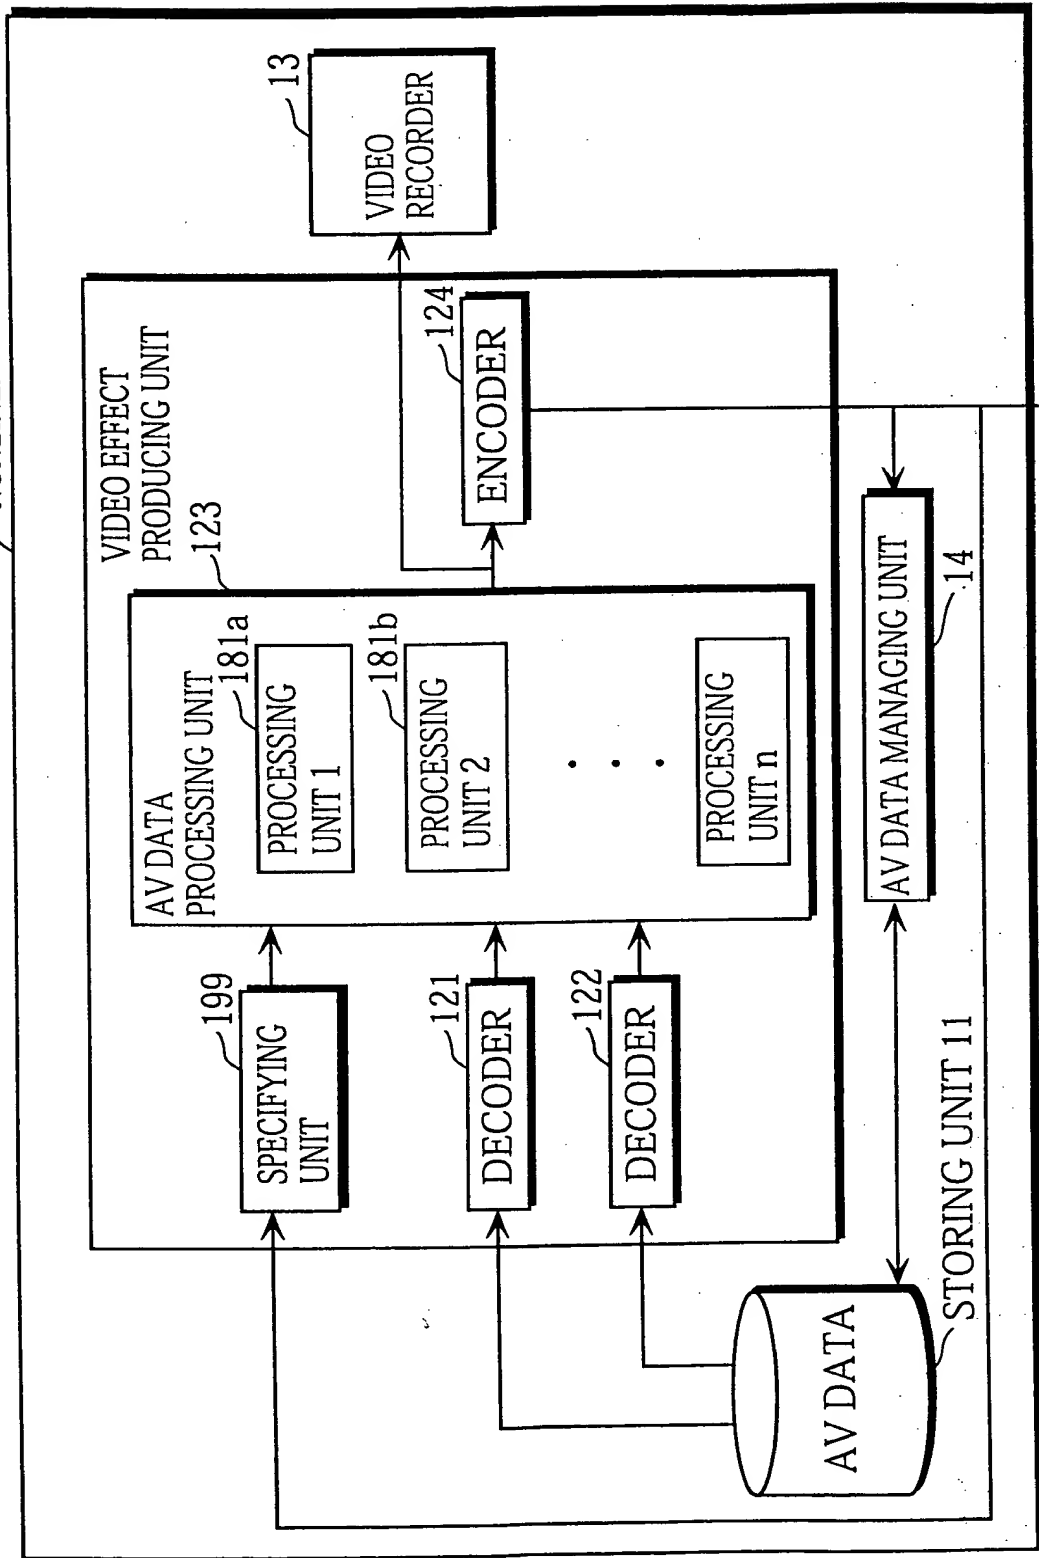 VIDEO EFFECT
PRODUCING UNIT
123
AV DATA
PROCESSING UNIT
199
SPECIFYING
UNIT
181a
PROCESSING
UNIT 1
13
VIDEO
RECORDER
121
DECODER
181b
PROCESSING
UNIT 2
124
ENCODER
122
DECODER
PROCESSING
UNIT n
AV DATA
STORING UNIT 11
AV DATA MANAGING UNIT
14